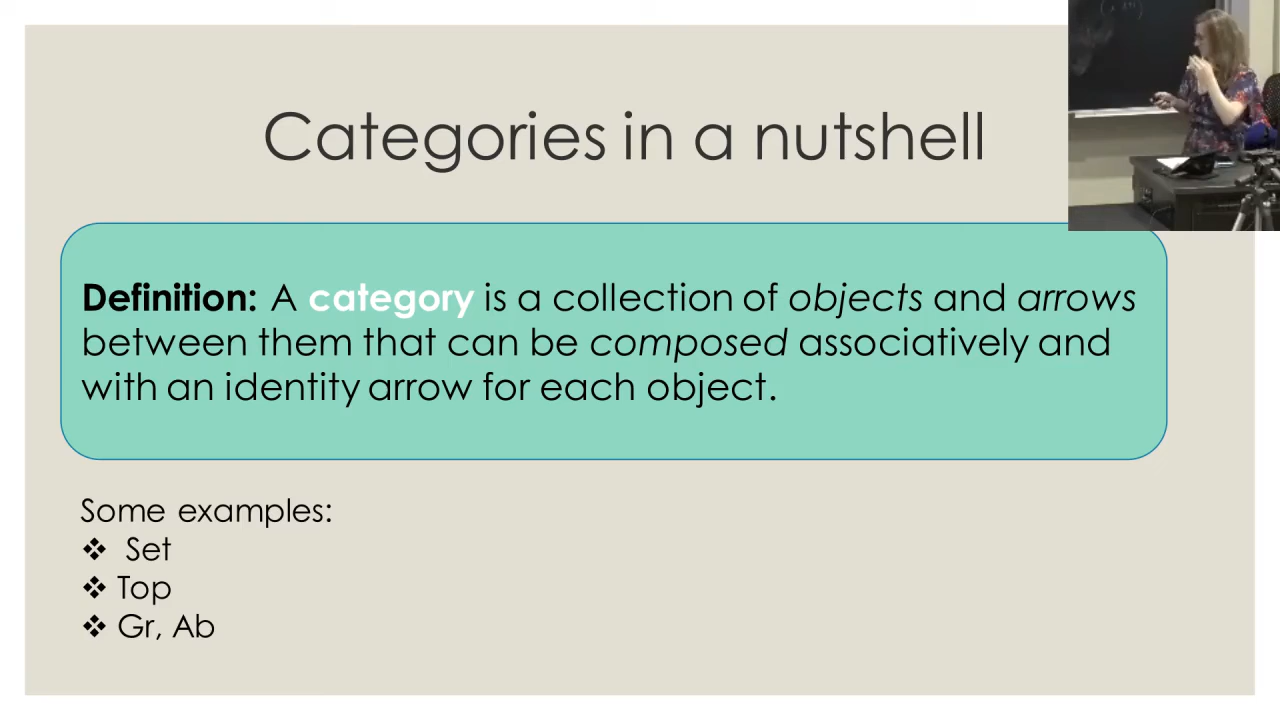 Categories in a nutshell
Definition: A category is a collection of objects and arrows
between them that can be composed associatively and
with an identity arrow for each object.
Some examples:
❖ Set
❖ Top
❖ Gr, Ab